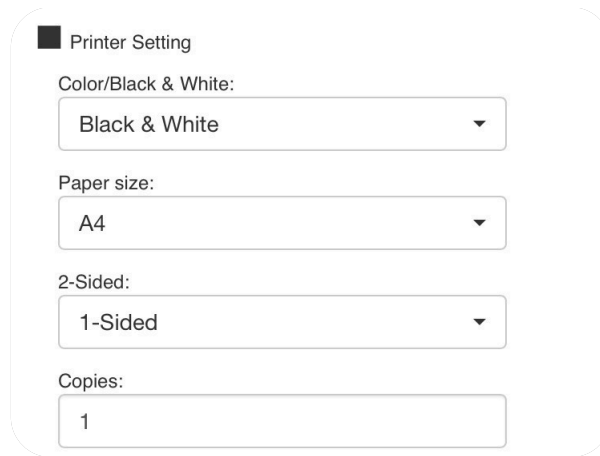 Printer Setting
Color/Black & White:
Black & White
Paper size:
A4
2-Sided:
1-Sided
Copies:
1